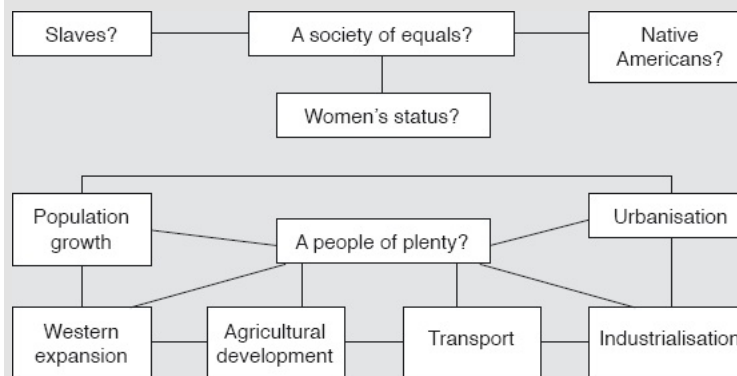 Slaves?
A society of equals?
Native
Americans?
Women's status?
Population
growth
A people of plenty?
Urbanisation
Western
expansion
Agricultural
development
Transport
Industrialisation